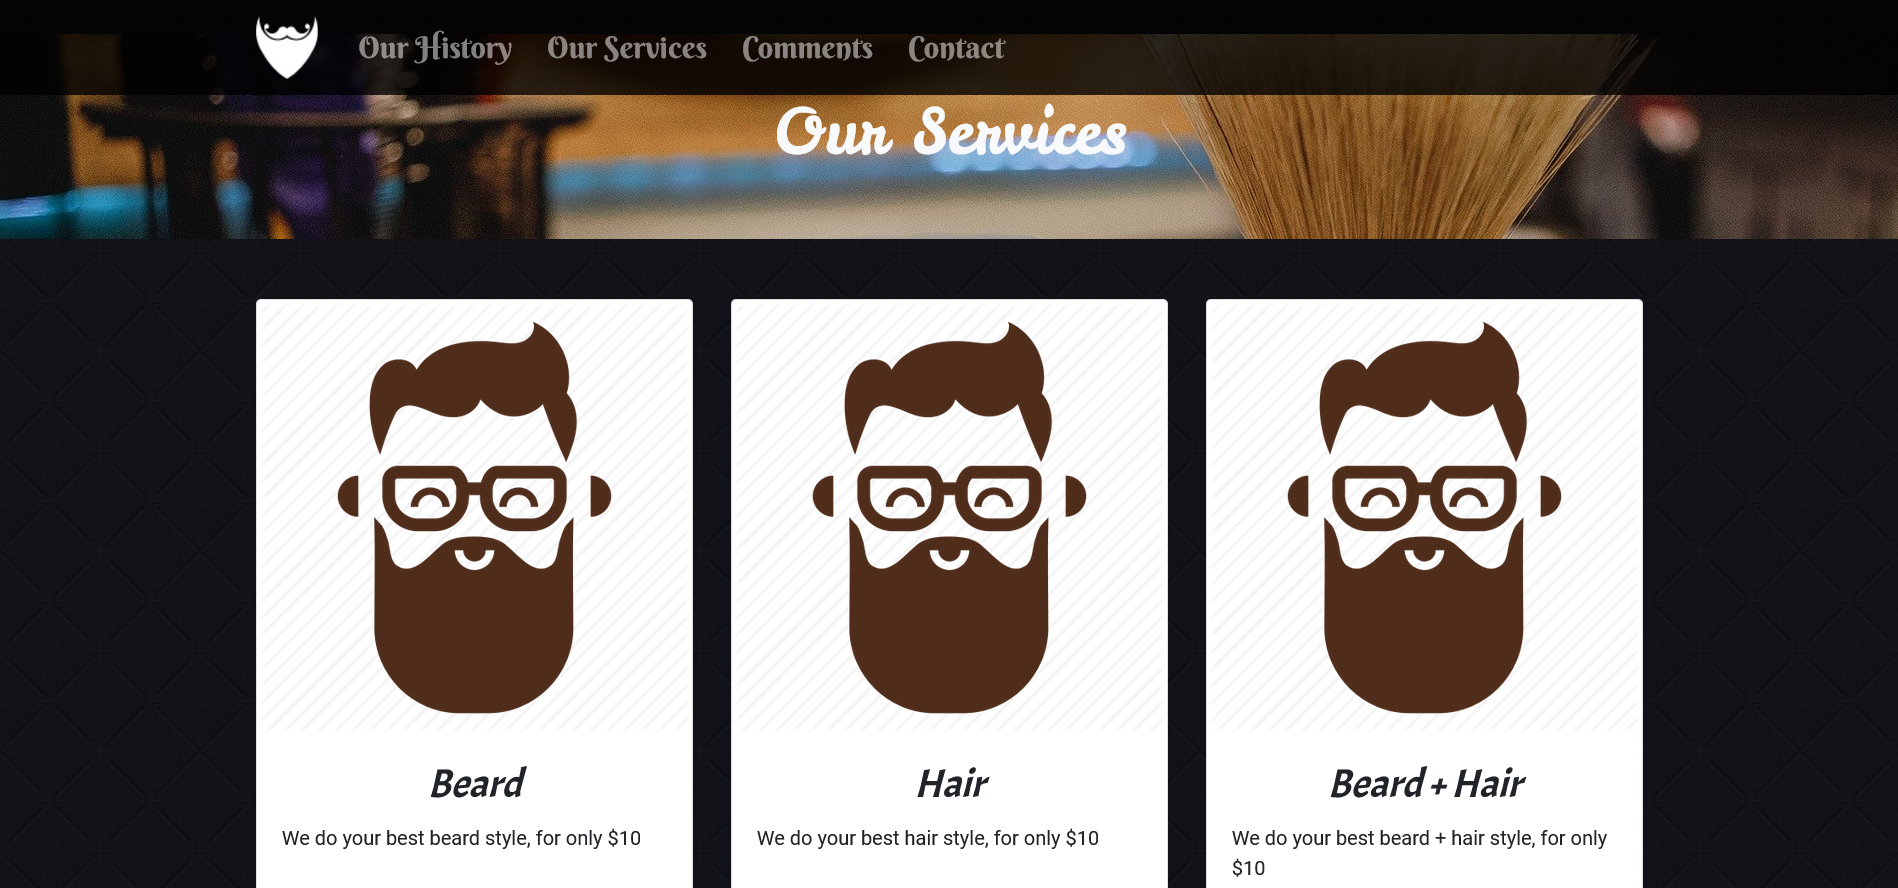 Our History Our Services Comments Contact
Our Services
Beard
We do your best beard style, for only $10
Hair
We do your best hair style, for only $10
Beard + Hair
We do your best beard + hair style, for only
$10